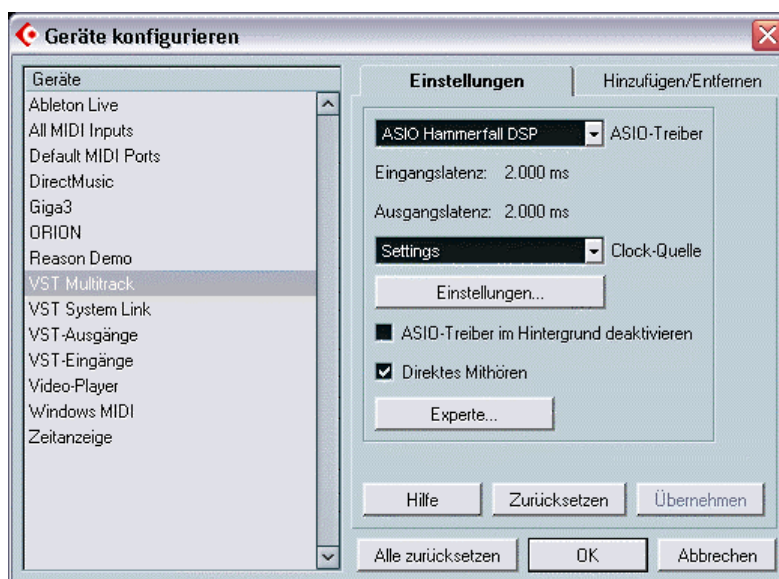 Geräte konfigurieren
Geräte
Ableton Live
All MIDI Inputs
Default MIDI Ports
DirectMusic
Giga3
ORION
Reason Demo
VST Multitrack
VST System Link
VST-Ausgänge
VST-Eingänge
Video-Player
Windows MIDI
Zeitanzeige
Einstellungen
Hinzufügen/Entfernen
ASIO Hammerfall DSP ASIO-Treiber
Eingangslatenz: 2.000 ms
Ausgangslatenz: 2.000 ms
Settings Clock-Quelle
Einstellungen...
ASIO-Treiber im Hintergrund deaktivieren
Direktes Mithören
Experte...
Hilfe Zurücksetzen Übernehmen
Alle zurücksetzen OK Abbrechen